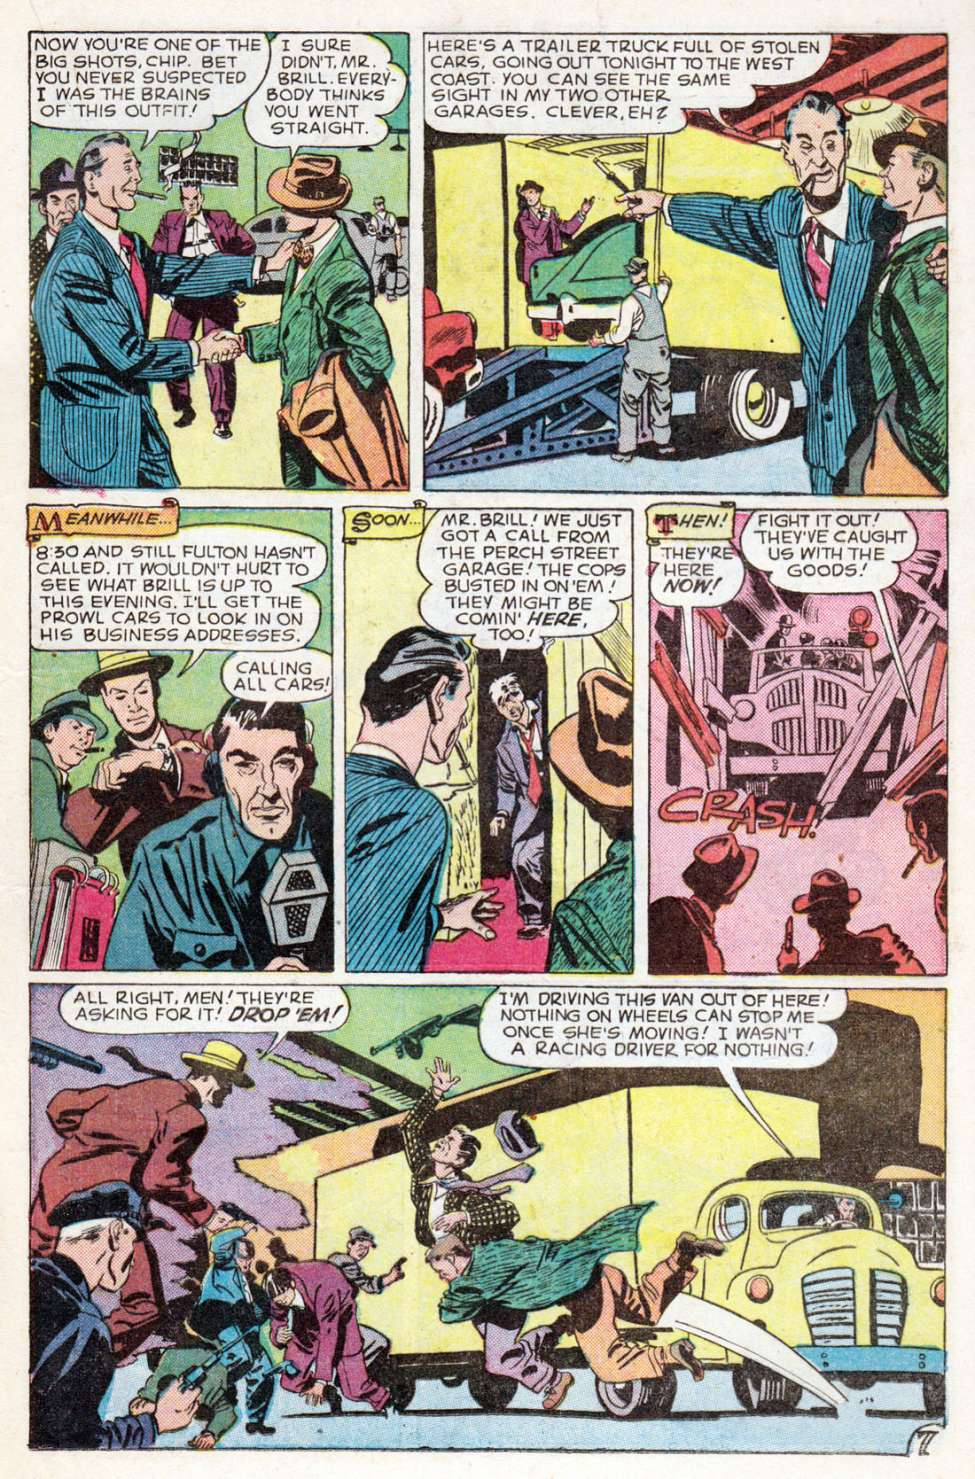 NOW YOU'RE ONE OF THE
BIG SHOTS, CHIP. BET
YOU NEVER SUSPECTED
I WAS THE BRAINS
OF THIS OUTFIT!
I SURE
DIDN'T, MR.
BRILL. EVERY-
BODY THINKS
YOU WENT
STRAIGHT.
HERE'S A TRAILER TRUCK FULL OF STOLEN
CARS, GOING OUT TONIGHT TO THE WEST
COAST. YOU CAN SEE THE SAME
SIGHT IN MY TWO OTHER
GARAGES. CLEVER, EH?
MEANWHILE...
8:30 AND STILL FULTON HASN'T
CALLED. IT WOULDN'T HURT TO
SEE WHAT BRILL IS UP TO
THIS EVENING. I'LL GET THE
PROWL CARS TO LOOK IN ON
HIS BUSINESS ADDRESSES.
CALLING
ALL CARS!
SOON...
MR. BRILL! WE JUST
GOT A CALL FROM
THE PERCH STREET
GARAGE! THE COPS
BUSTED IN ON 'EM!
THEY MIGHT BE
COMIN' HERE,
TOO!
THEN!
THEY'RE
HERE
NOW!
FIGHT IT OUT!
THEY'VE CAUGHT
US WITH THE
GOODS!
CRASH!
ALL RIGHT, MEN! THEY'RE
ASKING FOR IT! DROP 'EM!
I'M DRIVING THIS VAN OUT OF HERE!
NOTHING ON WHEELS CAN STOP ME
ONCE SHE'S MOVING! I WASN'T
A RACING DRIVER FOR NOTHING!
7